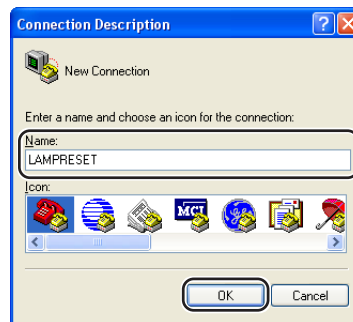 Connection Description
New Connection
Enter a name and choose an icon for the connection:
Name:
LAMPRESET
Icon:
MCI
OK Cancel